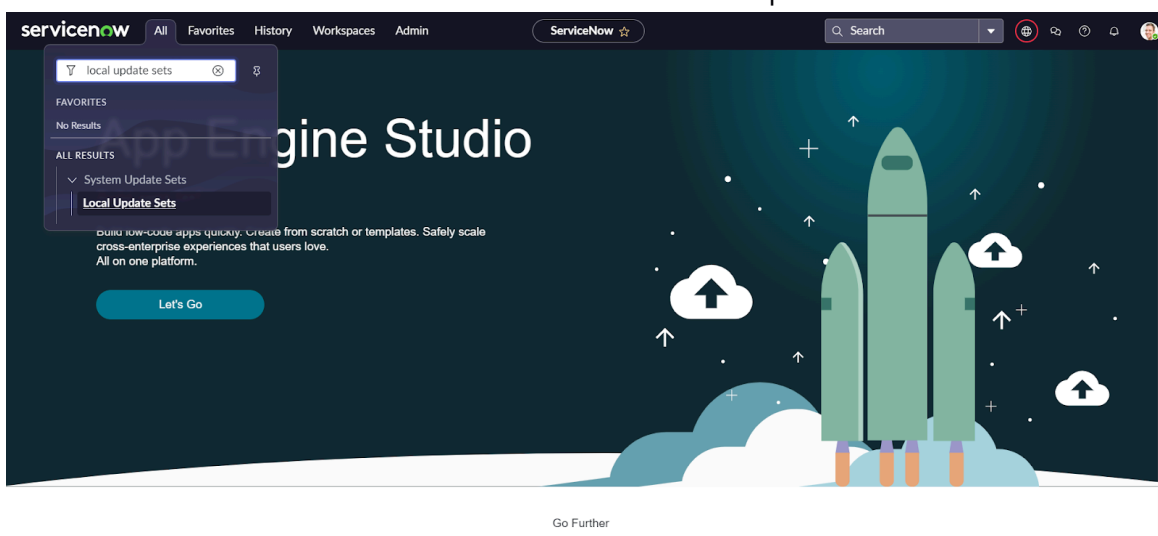 servicenow All Favorites History Workspaces Admin ServiceNow Search
local update sets
FAVORITES
No Results
App Engine Studio
ALL RESULTS
System Update Sets
Local Update Sets
Build low-code apps quickly. Create from scratch or templates. Safely scale
cross-enterprise experiences that users love.
All on one platform.
Let's Go
Go Further